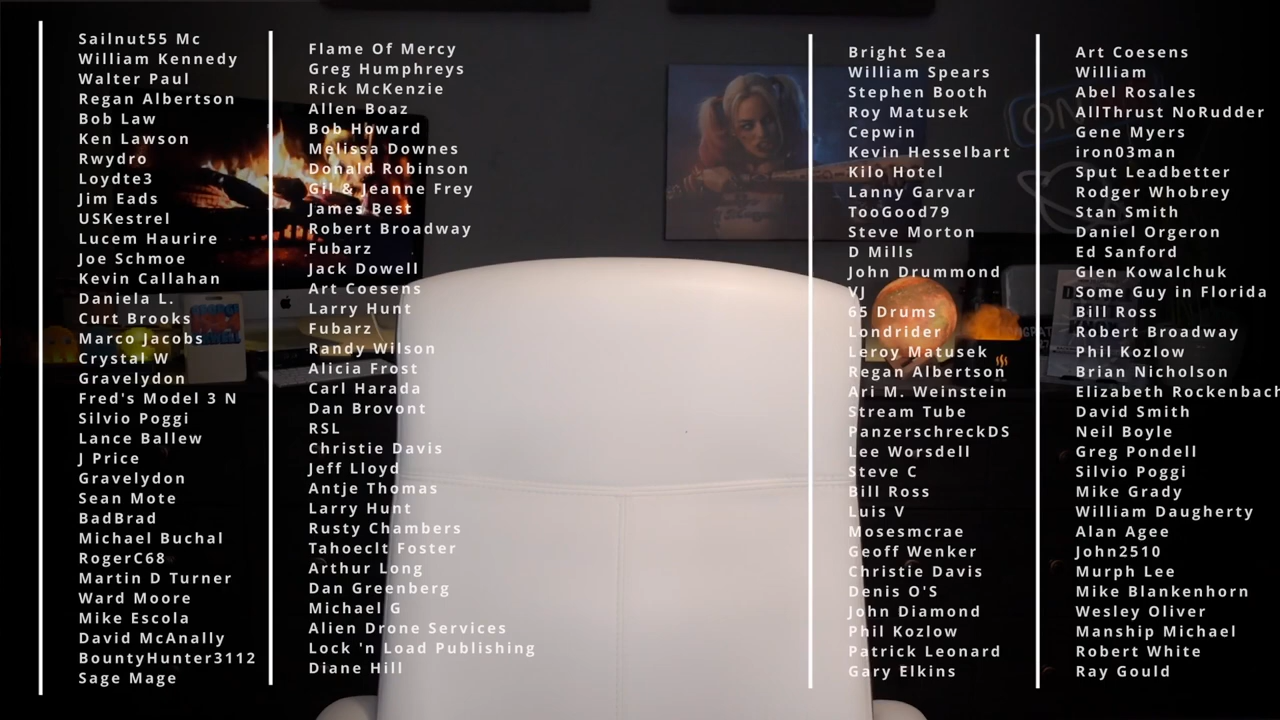 Sailnut55 Mc
William Kennedy
Walter Paul
Regan Albertson
Bob Law
Ken Lawson
Rwydro
Loydte3
Jim Eads
USKestrel
Lucem Haurire
Joe Schmoe
Kevin Callahan
Daniela L.
Curt Brooks
Marco Jacobs
Crystal W
Gravelydon
Fred's Model 3 N
Silvio Poggi
Lance Ballew
J Price
Gravelydon
Sean Mote
BadBrad
Michael Buchal
RogerC68
Martin D Turner
Ward Moore
Mike Escola
David McAnally
BountyHunter3112
Sage Mage
Flame Of Mercy
Greg Humphreys
Rick McKenzie
Allen Boaz
Bob Howard
Melissa Downes
Donald Robinson
Gil & Jeanne Frey
James Best
Robert Broadway
Fubarz
Jack Dowell
Art Coesens
Larry Hunt
Fubarz
Randy Wilson
Alicia Frost
Carl Harada
Dan Brovont
RSL
Christie Davis
Jeff Lloyd
Antje Thomas
Larry Hunt
Rusty Chambers
Tahoeclt Foster
Arthur Long
Dan Greenberg
Michael G
Alien Drone Services
Lock 'n Load Publishing
Diane Hill
Bright Sea
William Spears
Stephen Booth
Roy Matusek
Cepwin
Kevin Hesselbart
Kilo Hotel
Lanny Garvar
TooGood79
Steve Morton
D Mills
John Drummond
VJ
65 Drums
Londrider
Leroy Matusek
Regan Albertson
Ari M. Weinstein
Stream Tube
PanzerschreckDS
Lee Worsdell
Steve C
Bill Ross
Luis V
Mosesmcrae
Geoff Wenker
Christie Davis
Denis O'S
John Diamond
Phil Kozlow
Patrick Leonard
Gary Elkins
Art Coesens
William
Abel Rosales
AllThrust NoRudder
Gene Myers
iron03man
Sput Leadbetter
Rodger Whobrey
Stan Smith
Daniel Orgeron
Ed Sanford
Glen Kowalchuk
Some Guy in Florida
Bill Ross
Robert Broadway
Phil Kozlow
Brian Nicholson
Elizabeth Rockenbach
David Smith
Neil Boyle
Greg Pondell
Silvio Poggi
Mike Grady
William Daugherty
Alan Agee
John2510
Murph Lee
Mike Blankenhorn
Wesley Oliver
Manship Michael
Robert White
Ray Gould